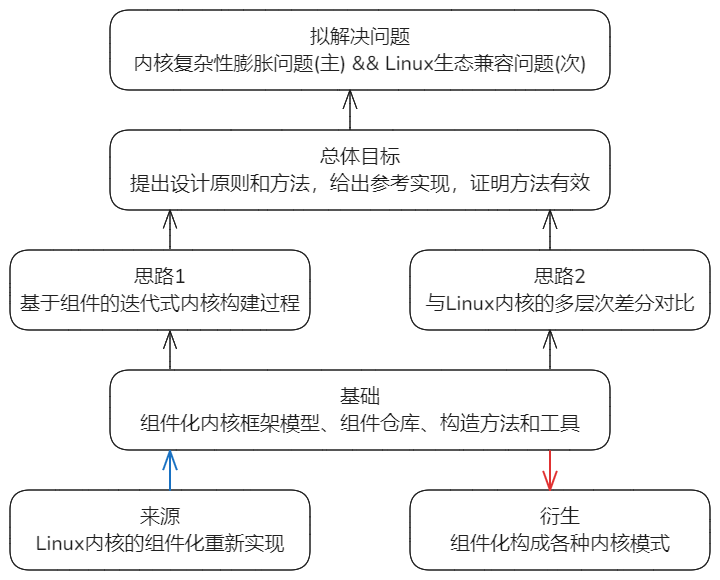 拟解决问题
内核复杂性膨胀问题(主) && Linux生态兼容问题(次)
总体目标
提出设计原则和方法，给出参考实现，证明方法有效
思路1
基于组件的迭代式内核构建过程
思路2
与Linux内核的多层次差分对比
基础
组件化内核框架模型、组件仓库、构造方法和工具
来源
Linux内核的组件化重新实现
衍生
组件化构成各种内核模式